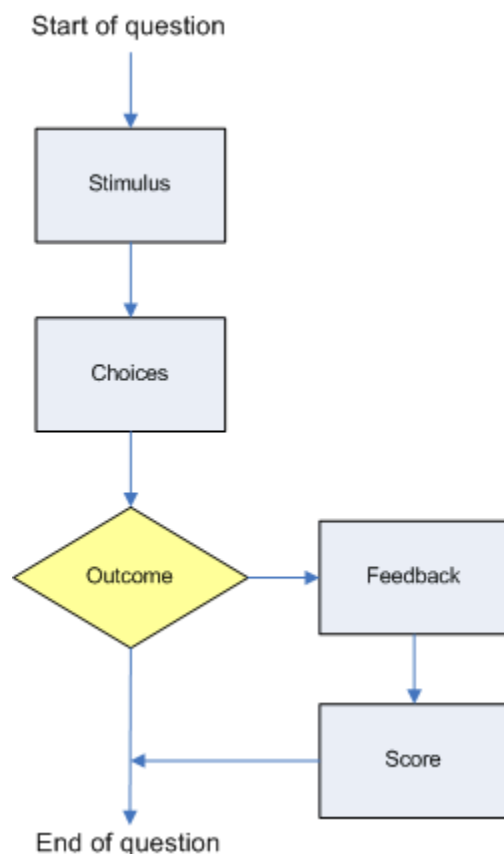 Start of question
Stimulus
Choices
Outcome
Feedback
Score
End of question